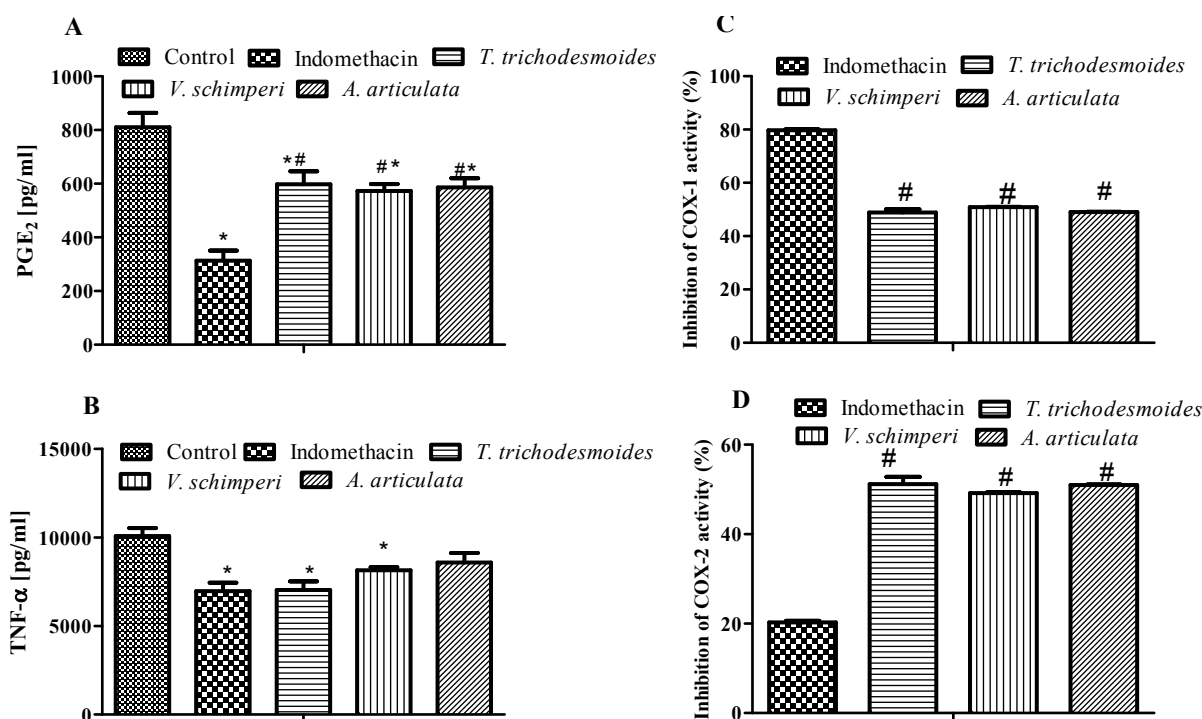 A
Control Indomethacin T. trichodesmoides
V. schimperi A. articulata
1000
800
600
400
200
0
PGE₂ [pg/ml]
*
*#
#*
#*
B
Control Indomethacin T. trichodesmoides
V. schimperi A. articulata
15000
10000
5000
0
TNF-α [pg/ml]
*
*
*
C
Indomethacin T. trichodesmoides
V. schimperi A. articulata
100
80
60
40
20
0
Inhibition of COX-1 activity (%)
#
#
#
D
Indomethacin T. trichodesmoides
V. schimperi A. articulata
60
40
20
0
Inhibition of COX-2 activity (%)
#
#
#